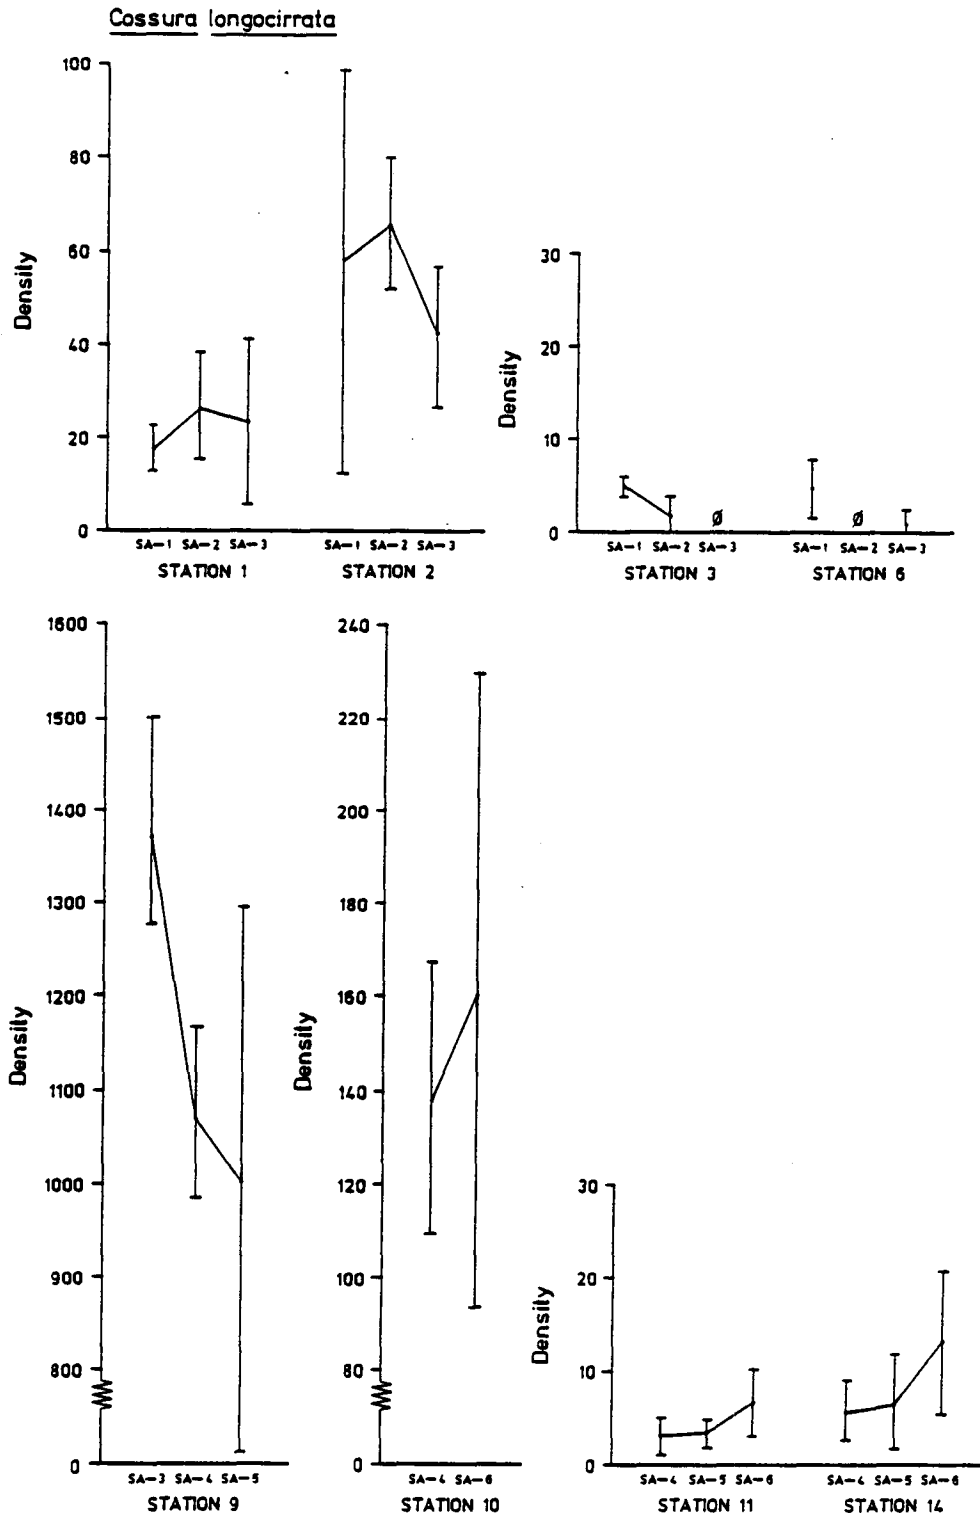 Cossura longocirrata
Density
100
80
60
40
20
0
SA-1 SA-2 SA-3
STATION 1
SA-1 SA-2 SA-3
STATION 2
Density
30
20
10
0
Ø
SA-1 SA-2 SA-3
STATION 3
Ø
SA-1 SA-2 SA-3
STATION 6
Density
1600
1500
1400
1300
1200
1100
1000
900
800
0
SA-3 SA-4 SA-5
STATION 9
Density
240
220
200
180
160
140
120
100
80
0
SA-4 SA-6
STATION 10
Density
30
20
10
0
SA-4 SA-5 SA-6
STATION 11
SA-4 SA-5 SA-6
STATION 14